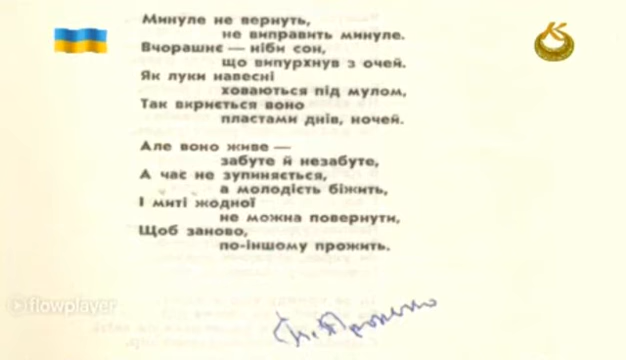 Минуле не вернуть,
не виправить минуле.
Вчорашнє — ніби сон,
що випурхнув з очей.
Як луки навесні
ховаються під мулом,
Так вкриється воно
пластами днів, ночей.
Але воно живе —
забуте й незабуте,
А час не зупиняється,
а молодість біжить,
І миті жодної
не можна повернути,
Щоб заново,
по-іншому прожить.
flowplayer